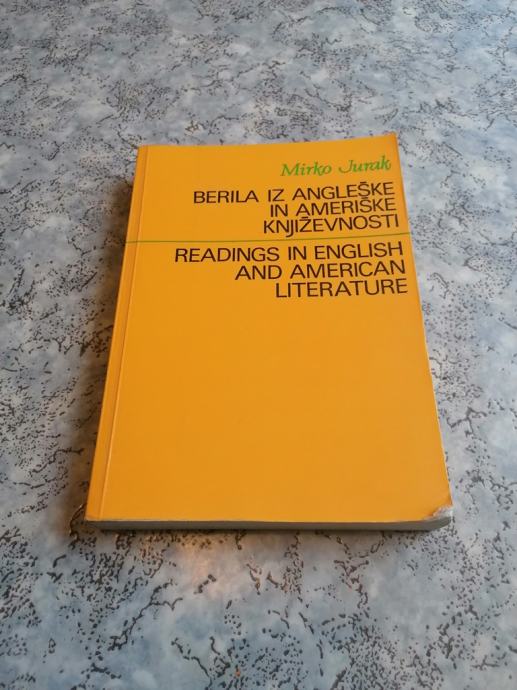 Mirko Jurak
BERILA IZ ANGLEŠKE
IN AMERIŠKE
KNJIŽEVNOSTI
READINGS IN ENGLISH
AND AMERICAN
LITERATURE